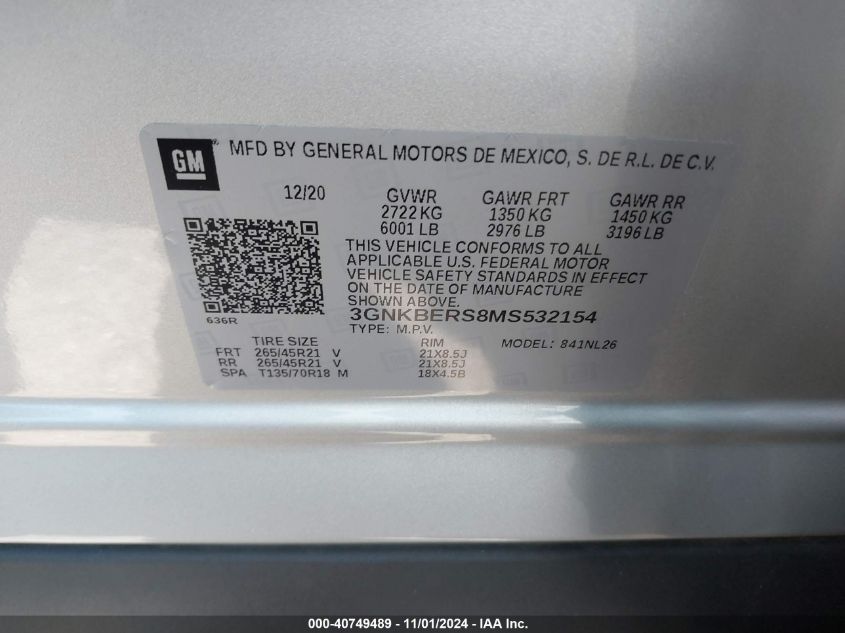 GM® MFD BY GENERAL MOTORS DE MEXICO, S. DE R.L. DE C.V.
12/20 GVWR GAWR FRT GAWR RR
2722 KG 1350 KG 1450 KG
6001 LB 2976 LB 3196 LB
THIS VEHICLE CONFORMS TO ALL
APPLICABLE U.S. FEDERAL MOTOR
VEHICLE SAFETY STANDARDS IN EFFECT
ON THE DATE OF MANUFACTURE
SHOWN ABOVE.
3GNKBERS8MS532154
636R TYPE: M.P.V.
TIRE SIZE RIM MODEL: 841NL26
FRT 265/45R21 V 21X8.5J
RR 265/45R21 V 21X8.5J
SPA T135/70R18 M 18X4.5B
000-40749489 - 11/01/2024 - IAA Inc.